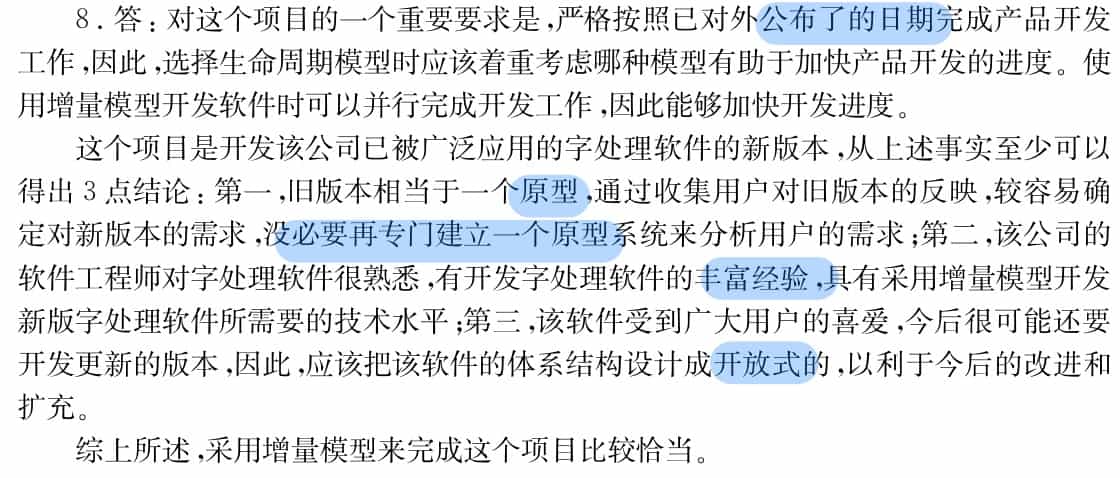 8.答:对这个项目的一个重要要求是,严格按照已对外公布了的日期完成产品开发
工作,因此,选择生命周期模型时应该着重考虑哪种模型有助于加快产品开发的进度。使
用增量模型开发软件时可以并行完成开发工作,因此能够加快开发进度。
这个项目是开发该公司已被广泛应用的字处理软件的新版本,从上述事实至少可以
得出3点结论:第一,旧版本相当于一个原型,通过收集用户对旧版本的反映,较容易确
定对新版本的需求,没必要再专门建立一个原型系统来分析用户的需求;第二,该公司的
软件工程师对字处理软件很熟悉,有开发字处理软件的丰富经验,具有采用增量模型开发
新版字处理软件所需要的技术水平;第三,该软件受到广大用户的喜爱,今后很可能还要
开发更新的版本,因此,应该把该软件的体系结构设计成开放式的,以利于今后的改进和
扩充。
综上所述,采用增量模型来完成这个项目比较恰当。